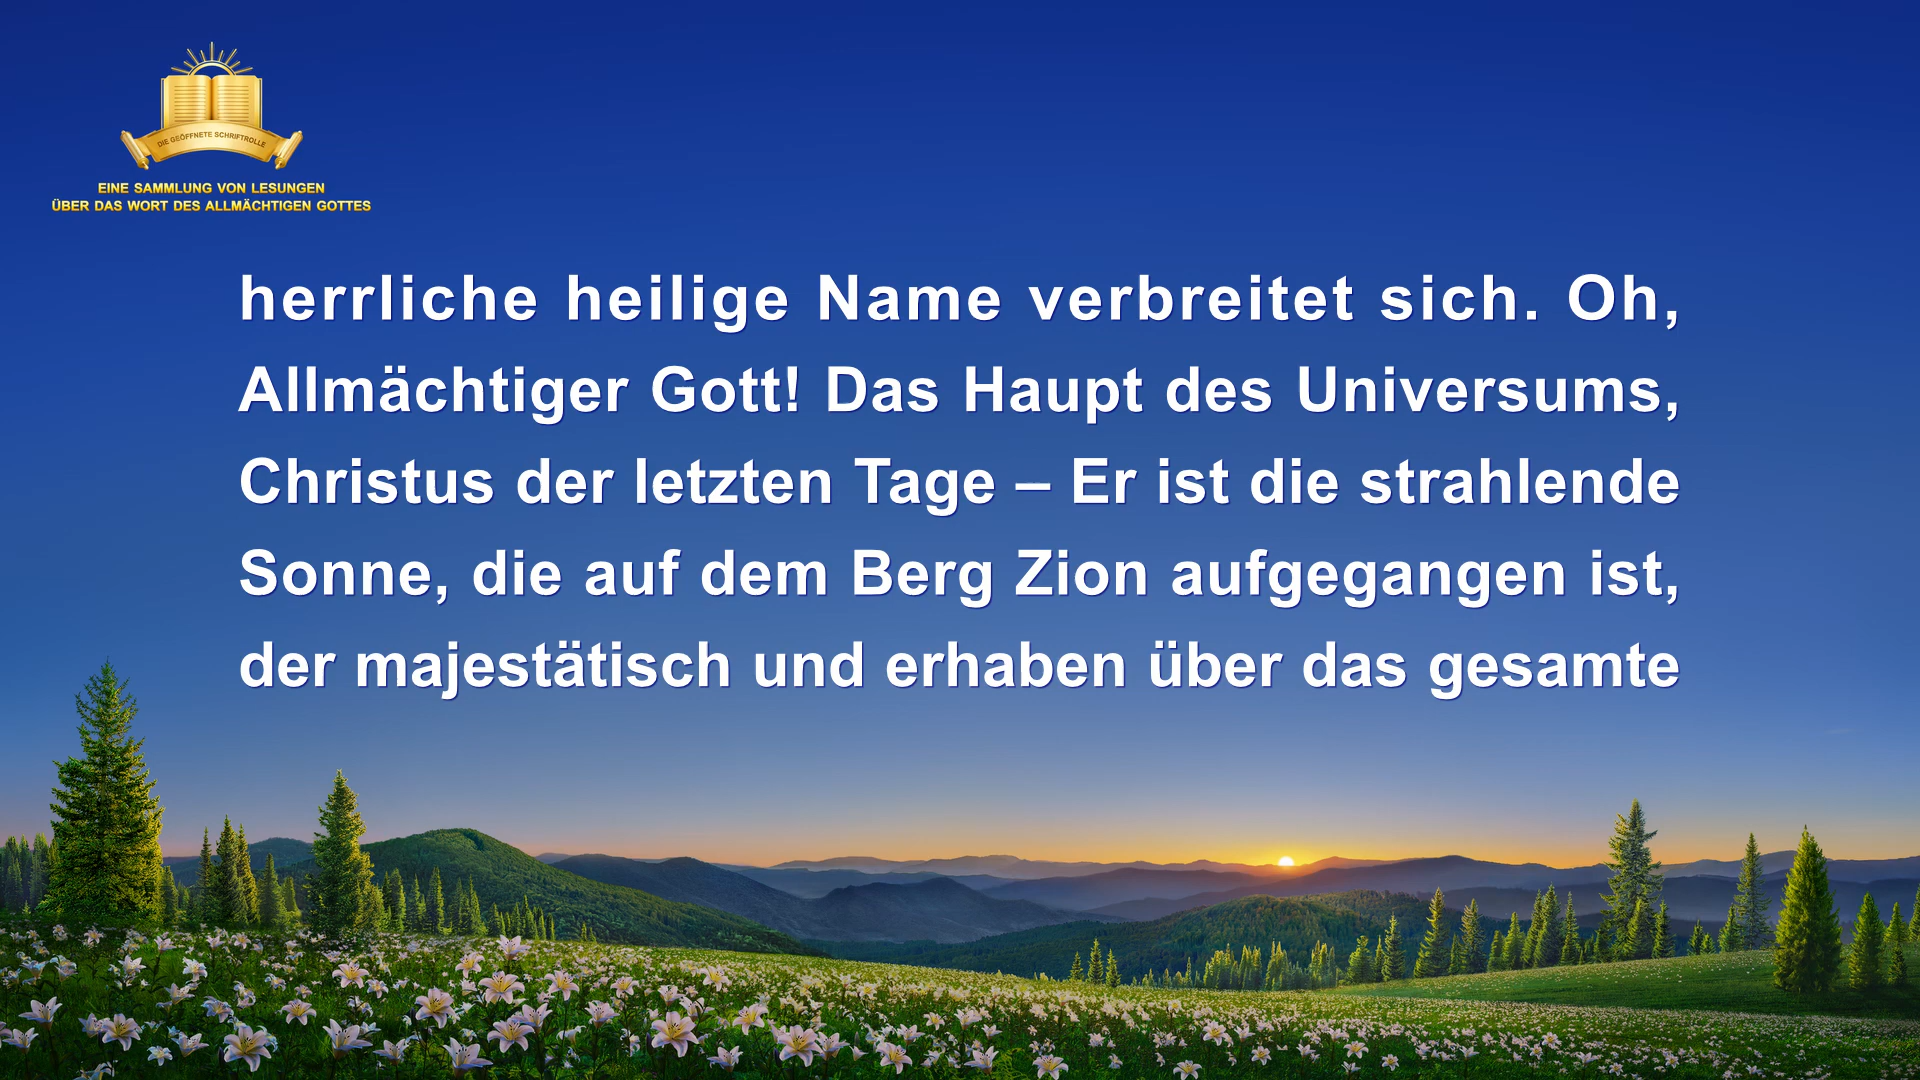 DIE GEÖFFNETE SCHRIFTROLLE
EINE SAMMLUNG VON LESUNGEN
ÜBER DAS WORT DES ALLMÄCHTIGEN GOTTES
herrliche heilige Name verbreitet sich. Oh,
Allmächtiger Gott! Das Haupt des Universums,
Christus der letzten Tage – Er ist die strahlende
Sonne, die auf dem Berg Zion aufgegangen ist,
der majestätisch und erhaben über das gesamte